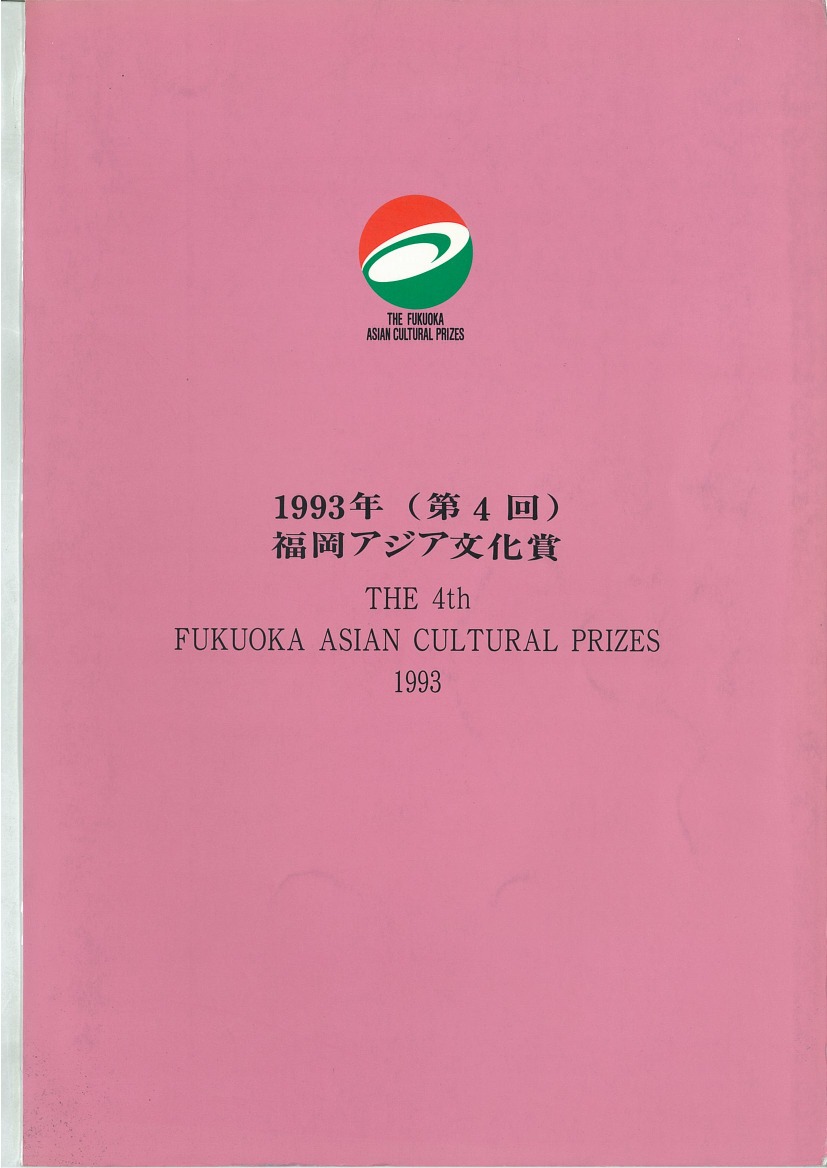 THE FUKUOKA
ASIAN CULTURAL PRIZES
1993年（第4回）
福岡アジア文化賞
THE 4th
FUKUOKA ASIAN CULTURAL PRIZES
1993